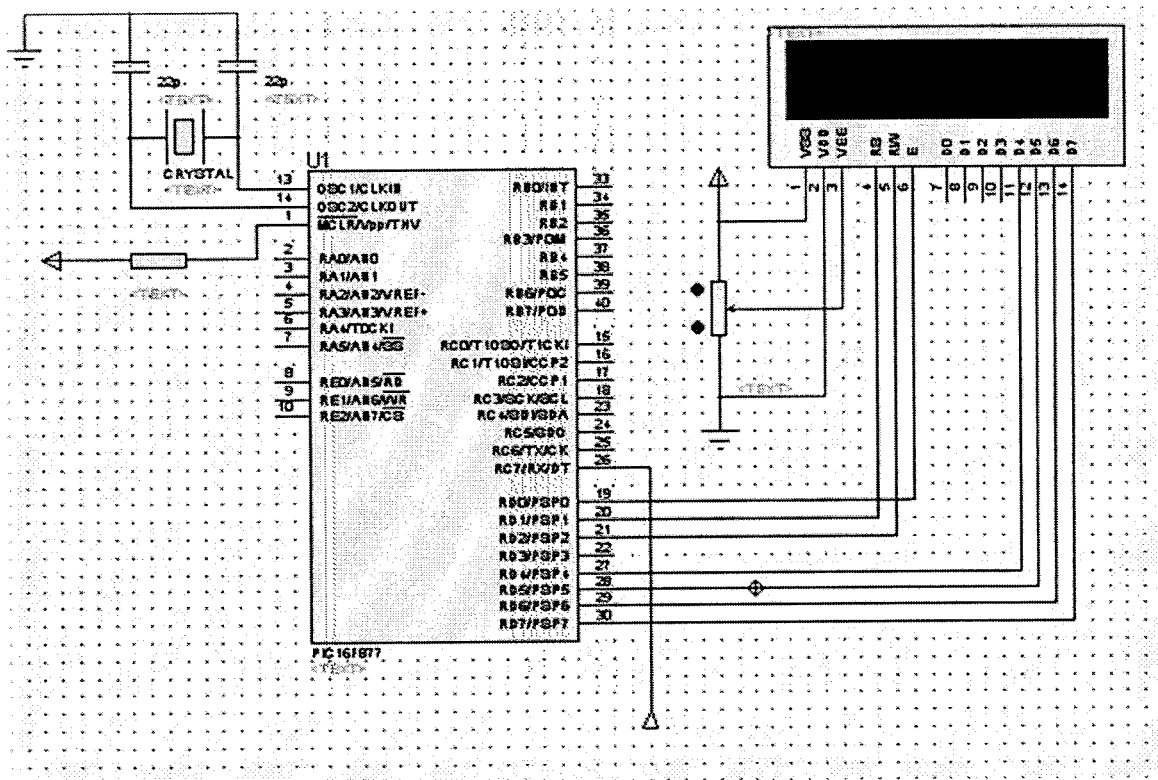 22p
22p
CRYSTAL
U1
13 OSC1/CLKIN
14 OSC2/CLKOUT
1 MCLR/Vpp/THV
2 RA0/AN0
3 RA1/AN1
4 RA2/AN2/VREF-
5 RA3/AN3/VREF+
6 RA4/T0CKI
7 RA5/AN4/SS
8 RE0/AN5/RD
9 RE1/AN6/WR
10 RE2/AN7/CS
RB0/INT 33
RB1 34
RB2 35
RB3/PGM 36
RB4 37
RB5 38
RB6/PGC 39
RB7/PGD 40
RC0/T1OSO/T1CKI 15
RC1/T1OSI/CCP2 16
RC2/CCP1 17
RC3/SCK/SCL 18
RC4/SDI/SDA 23
RC5/SDO 24
RC6/TX/CK 25
RC7/RX/DT 26
RD0/PSP0 19
RD1/PSP1 20
RD2/PSP2 21
RD3/PSP3 22
RD4/PSP4 27
RD5/PSP5 28
RD6/PSP6 29
RD7/PSP7 30
PIC16F877
<TEXT>
<TEXT>
<TEXT>
<TEXT>
<TEXT>
VSS VDD VEE RS RW E D0 D1 D2 D3 D4 D5 D6 D7
1 2 3 4 5 6 7 8 9 10 11 12 13 14